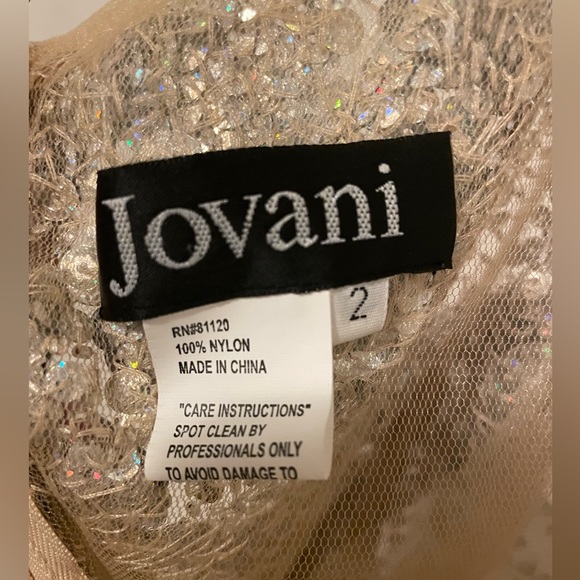 Jovani
2
RN#81120
100% NYLON
MADE IN CHINA
"CARE INSTRUCTIONS"
SPOT CLEAN BY
PROFESSIONALS ONLY
TO AVOID DAMAGE TO